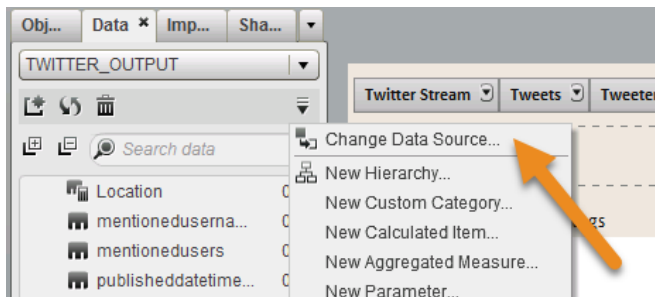 Obj... Data × Imp... Sha...
TWITTER_OUTPUT
Twitter Stream Tweets Tweeter
Search data
Change Data Source...
Location 0
New Hierarchy...
mentioneduserna...
New Custom Category...
mentionedusers
New Calculated Item...
publisheddatetime...
New Aggregated Measure...
New Parameter...